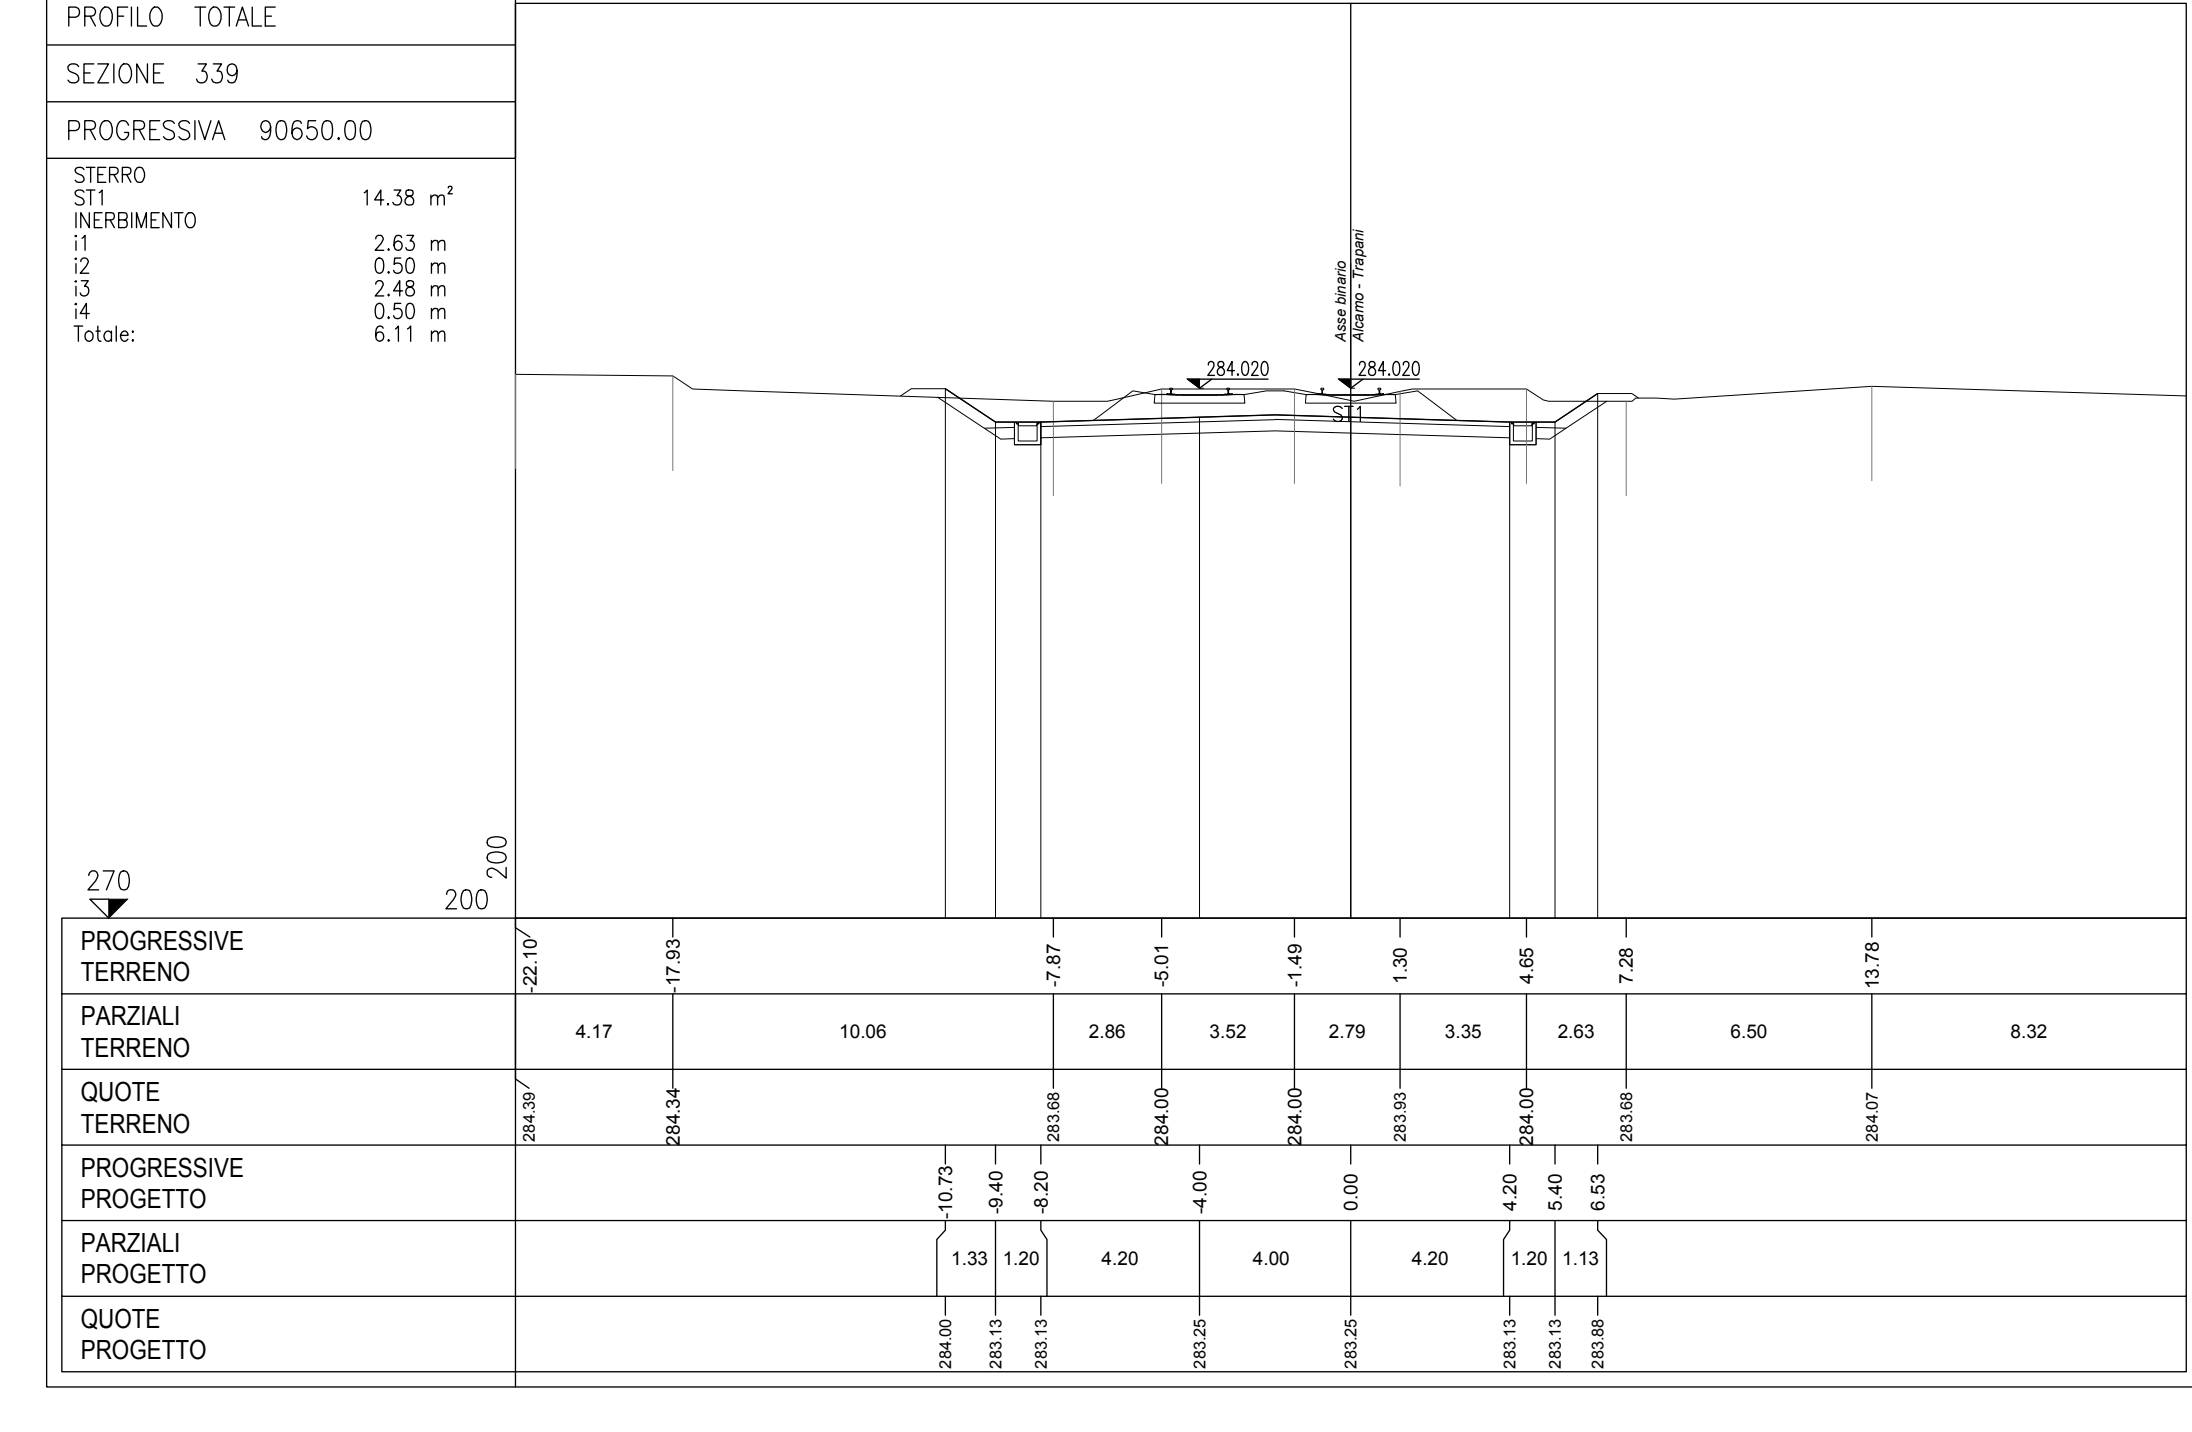 PROFILO TOTALE
SEZIONE 339
PROGRESSIVA 90650.00
STERRO
ST1 14.38 m²
INERBIMENTO
i1 2.63 m
i2 0.50 m
i3 2.48 m
i4 0.50 m
Totale: 6.11 m
Asse binario
Alcamo - Trapani
284.020 284.020
ST1
270
200
200
PROGRESSIVE
TERRENO
-22.10 -17.93 -7.87 -5.01 -1.49 1.30 4.65 7.28 13.78
PARZIALI
TERRENO
4.17 10.06 2.86 3.52 2.79 3.35 2.63 6.50 8.32
QUOTE
TERRENO
284.39 284.34 283.68 284.00 284.00 283.93 284.00 283.68 284.07
PROGRESSIVE
PROGETTO
-10.73 -9.40 -8.20 -4.00 0.00 4.20 5.40 6.53
PARZIALI
PROGETTO
1.33 1.20 4.20 4.00 4.20 1.20 1.13
QUOTE
PROGETTO
284.00 283.13 283.13 283.25 283.25 283.13 283.13 283.88